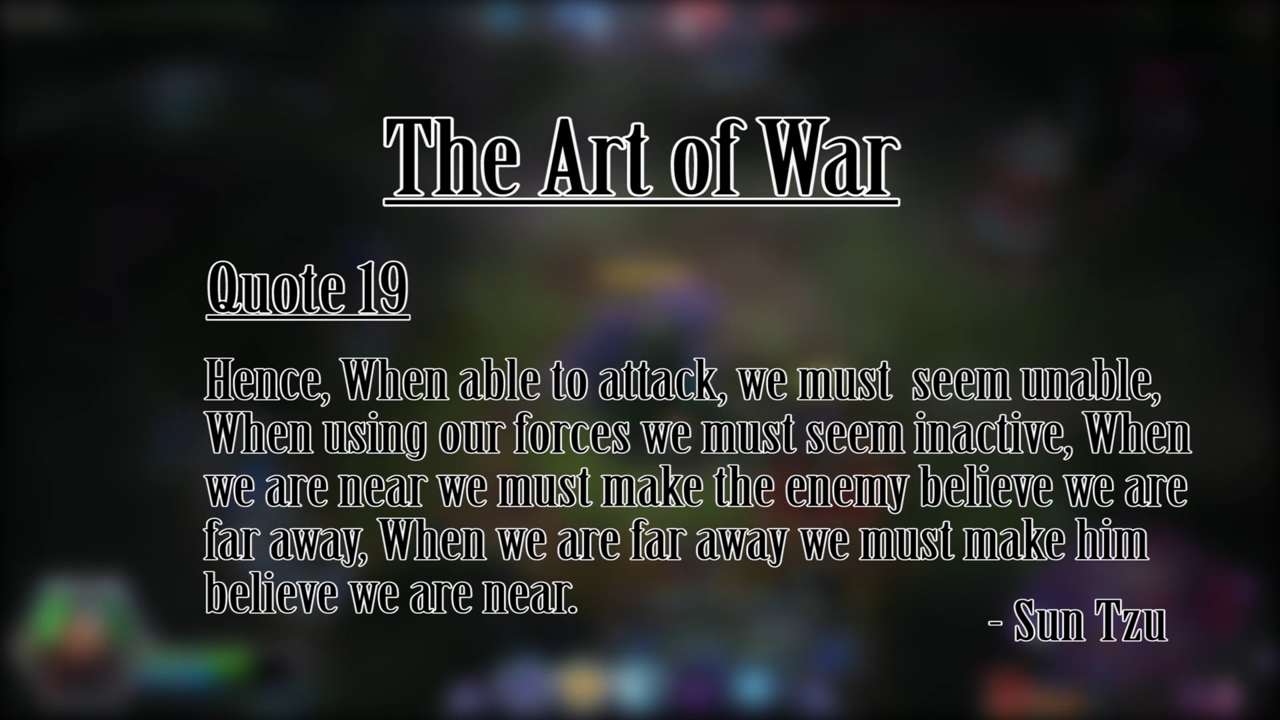 The Art of War
Quote 19
Hence, When able to attack, we must  seem unable,
When using our forces we must seem inactive, When
we are near we must make the enemy believe we are
far away, When we are far away we must make him
believe we are near.
- Sun Tzu